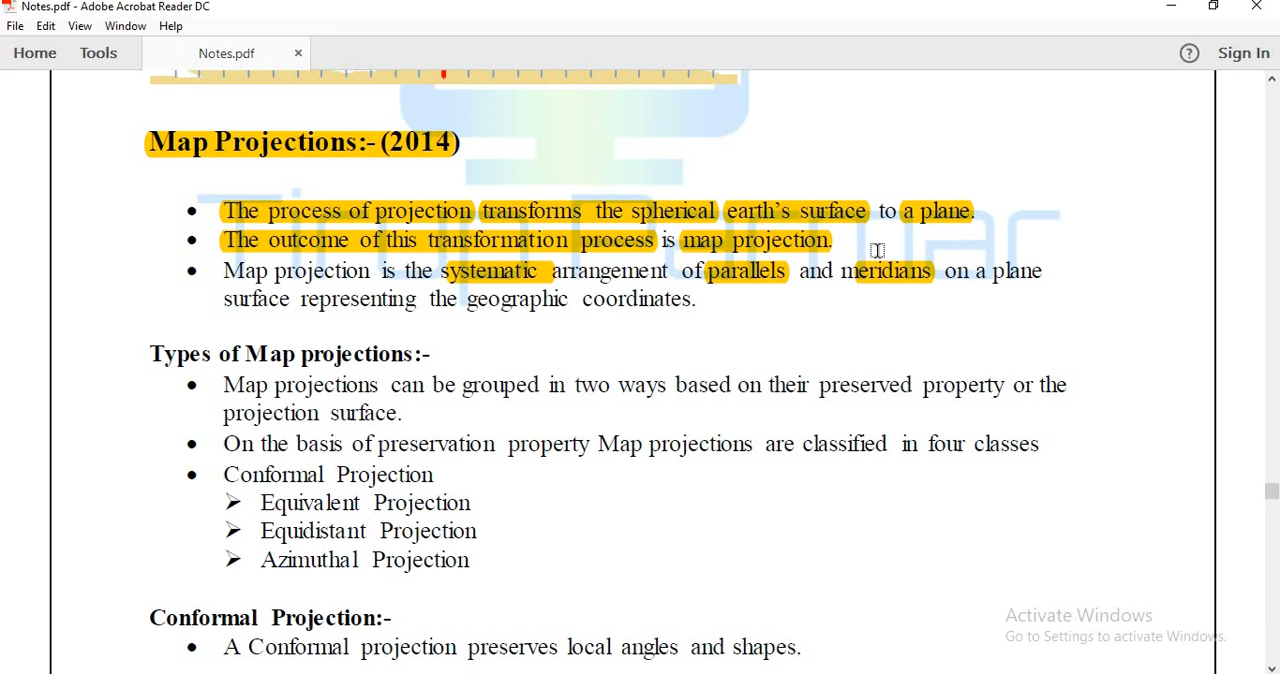 Notes.pdf - Adobe Acrobat Reader DC
File Edit View Window Help
Home Tools Notes.pdf × ? Sign In
Map Projections:- (2014)
• The process of projection transforms the spherical earth's surface to a plane.
• The outcome of this transformation process is map projection.
• Map projection is the systematic arrangement of parallels and meridians on a plane
surface representing the geographic coordinates.
Types of Map projections:-
• Map projections can be grouped in two ways based on their preserved property or the
projection surface.
• On the basis of preservation property Map projections are classified in four classes
• Conformal Projection
➢ Equivalent Projection
➢ Equidistant Projection
➢ Azimuthal Projection
Conformal Projection:-
• A Conformal projection preserves local angles and shapes.
Activate Windows
Go to Settings to activate Windows.